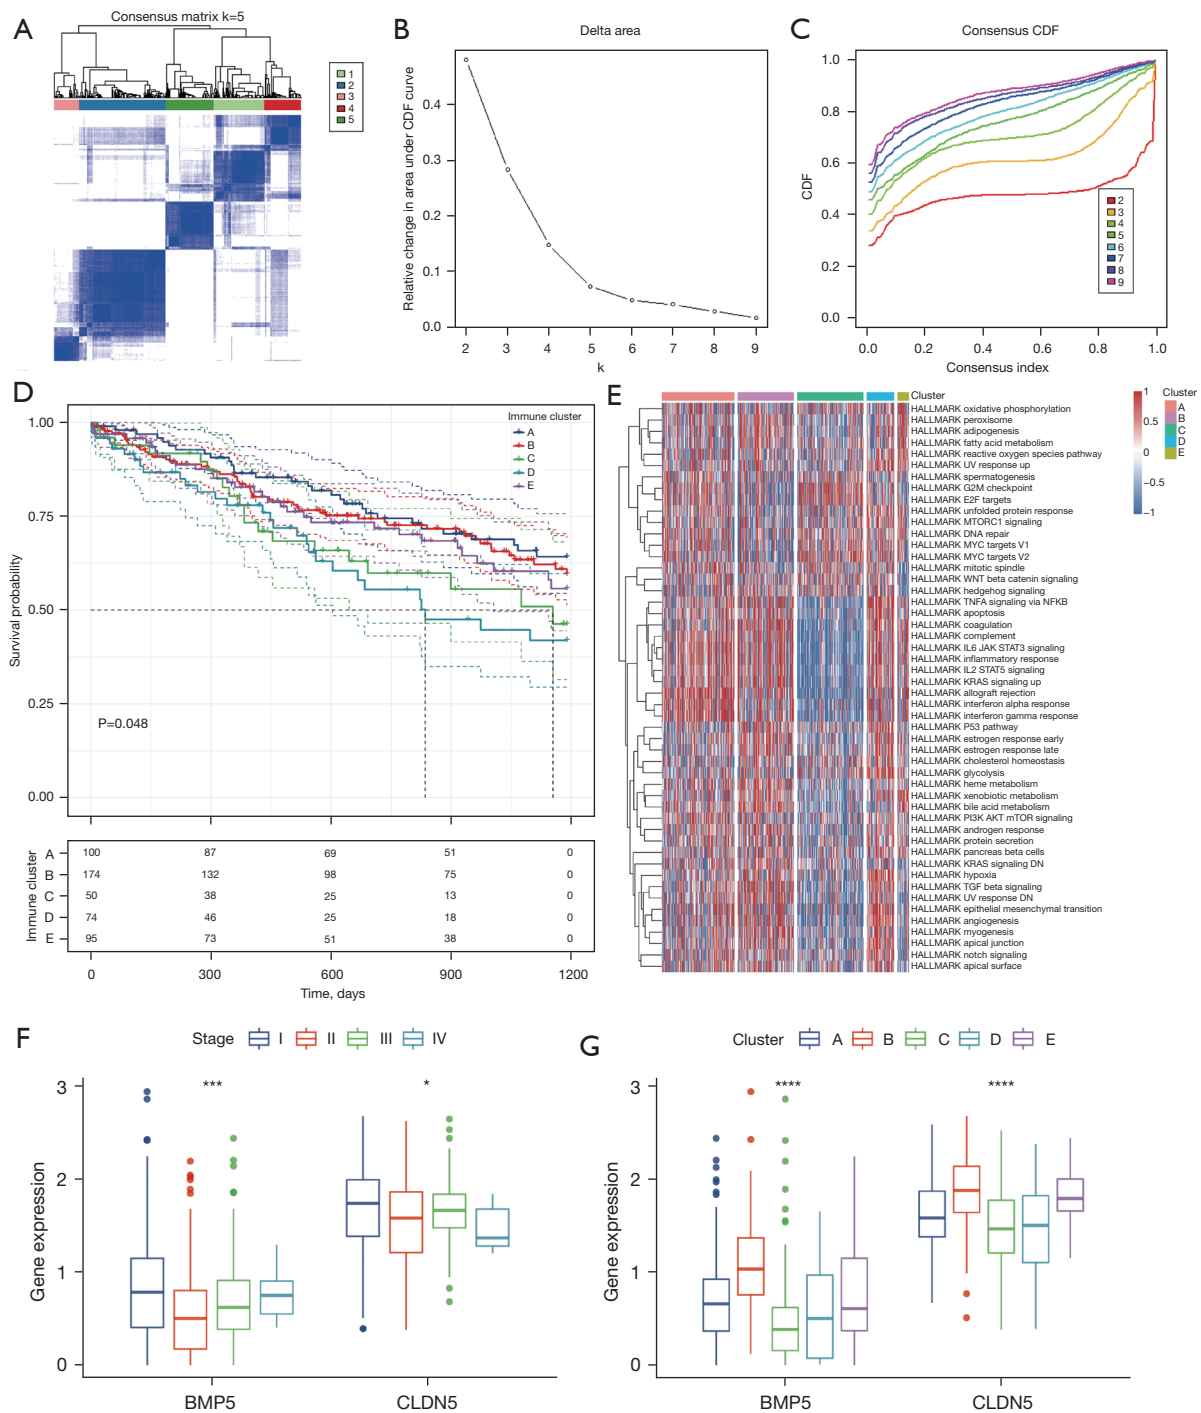 A
Consensus matrix k=5
1
2
3
4
5
B
Delta area
Relative change in area under CDF curve
0.4
0.3
0.2
0.1
0.0
2 3 4 5 6 7 8 9
k
C
Consensus CDF
CDF
1.0
0.8
0.6
0.4
0.2
0.0
2
3
4
5
6
7
8
9
0.0 0.2 0.4 0.6 0.8 1.0
Consensus index
D
Survival probability
1.00
0.75
0.50
0.25
0.00
Immune cluster
A
B
C
D
E
P=0.048
Immune cluster
A 100 87 69 51 0
B 174 132 98 75 0
C 50 38 25 13 0
D 74 46 25 18 0
E 95 73 51 38 0
0 300 600 900 1200
Time, days
E
Cluster
HALLMARK oxidative phosphorylation
HALLMARK peroxisome
HALLMARK adipogenesis
HALLMARK fatty acid metabolism
HALLMARK reactive oxygen species pathway
HALLMARK UV response up
HALLMARK spermatogenesis
HALLMARK G2M checkpoint
HALLMARK E2F targets
HALLMARK unfolded protein response
HALLMARK MTORC1 signaling
HALLMARK DNA repair
HALLMARK MYC targets V1
HALLMARK MYC targets V2
HALLMARK mitotic spindle
HALLMARK WNT beta catenin signaling
HALLMARK hedgehog signaling
HALLMARK TNFA signaling via NFKB
HALLMARK apoptosis
HALLMARK coagulation
HALLMARK complement
HALLMARK IL6 JAK STAT3 signaling
HALLMARK inflammatory response
HALLMARK IL2 STAT5 signaling
HALLMARK KRAS signaling up
HALLMARK allograft rejection
HALLMARK interferon alpha response
HALLMARK interferon gamma response
HALLMARK P53 pathway
HALLMARK estrogen response early
HALLMARK estrogen response late
HALLMARK cholesterol homeostasis
HALLMARK glycolysis
HALLMARK heme metabolism
HALLMARK xenobiotic metabolism
HALLMARK bile acid metabolism
HALLMARK PI3K AKT mTOR signaling
HALLMARK androgen response
HALLMARK protein secretion
HALLMARK pancreas beta cells
HALLMARK KRAS signaling DN
HALLMARK hypoxia
HALLMARK TGF beta signaling
HALLMARK UV response DN
HALLMARK epithelial mesenchymal transition
HALLMARK angiogenesis
HALLMARK myogenesis
HALLMARK apical junction
HALLMARK notch signaling
HALLMARK apical surface
1
0.5
0
−0.5
−1
Cluster
A
B
C
D
E
F
Stage I II III IV
Gene expression
3
2
1
0
***
*
BMP5 CLDN5
G
Cluster A B C D E
Gene expression
3
2
1
0
****
****
BMP5 CLDN5